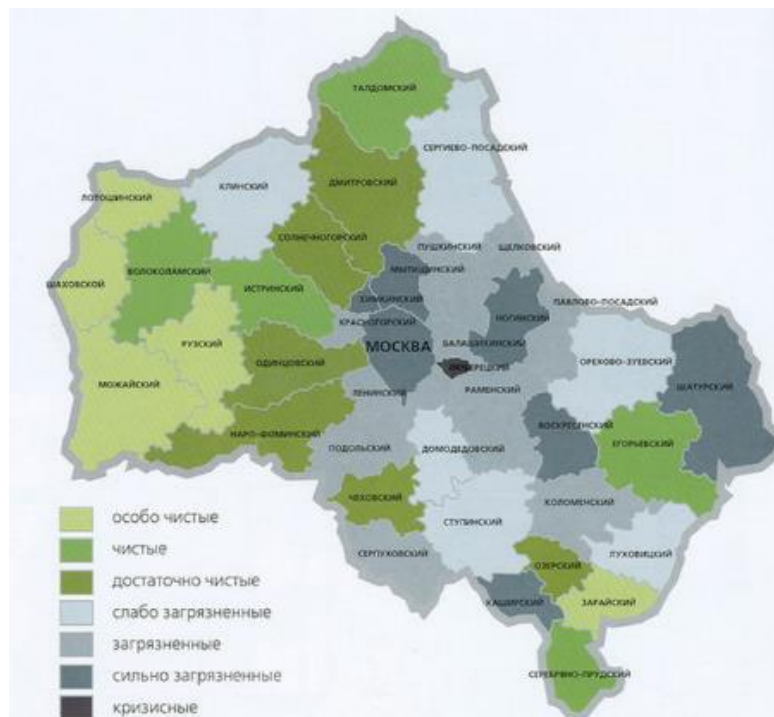 ТАЛДОМСКИЙ
СЕРГИЕВО-ПОСАДСКИЙ
ДМИТРОВСКИЙ
КЛИНСКИЙ
ЛОТОШИНСКИЙ
СОЛНЕЧНОГОРСКИЙ
ПУШКИНСКИЙ
ЩЕЛКОВСКИЙ
МЫТИЩИНСКИЙ
ВОЛОКОЛАМСКИЙ
ШАХОВСКОЙ
ИСТРИНСКИЙ
ХИМКИНСКИЙ
ПАВЛОВО-ПОСАДСКИЙ
НОГИНСКИЙ
КРАСНОГОРСКИЙ
РУЗСКИЙ
МОСКВА
БАЛАШИХИНСКИЙ
ОДИНЦОВСКИЙ
ЛЮБЕРЕЦКИЙ
ОРЕХОВО-ЗУЕВСКИЙ
МОЖАЙСКИЙ
ЛЕНИНСКИЙ
РАМЕНСКИЙ
ШАТУРСКИЙ
ВОСКРЕСЕНСКИЙ
НАРО-ФОМИНСКИЙ
ЕГОРЬЕВСКИЙ
ПОДОЛЬСКИЙ
ДОМОДЕДОВСКИЙ
ЧЕХОВСКИЙ
КОЛОМЕНСКИЙ
СТУПИНСКИЙ
СЕРПУХОВСКИЙ
ЛУХОВИЦКИЙ
ОЗЕРСКИЙ
КАШИРСКИЙ
ЗАРАЙСКИЙ
СЕРЕБРЯНО-ПРУДСКИЙ
особо чистые
чистые
достаточно чистые
слабо загрязненные
загрязненные
сильно загрязненные
кризисные